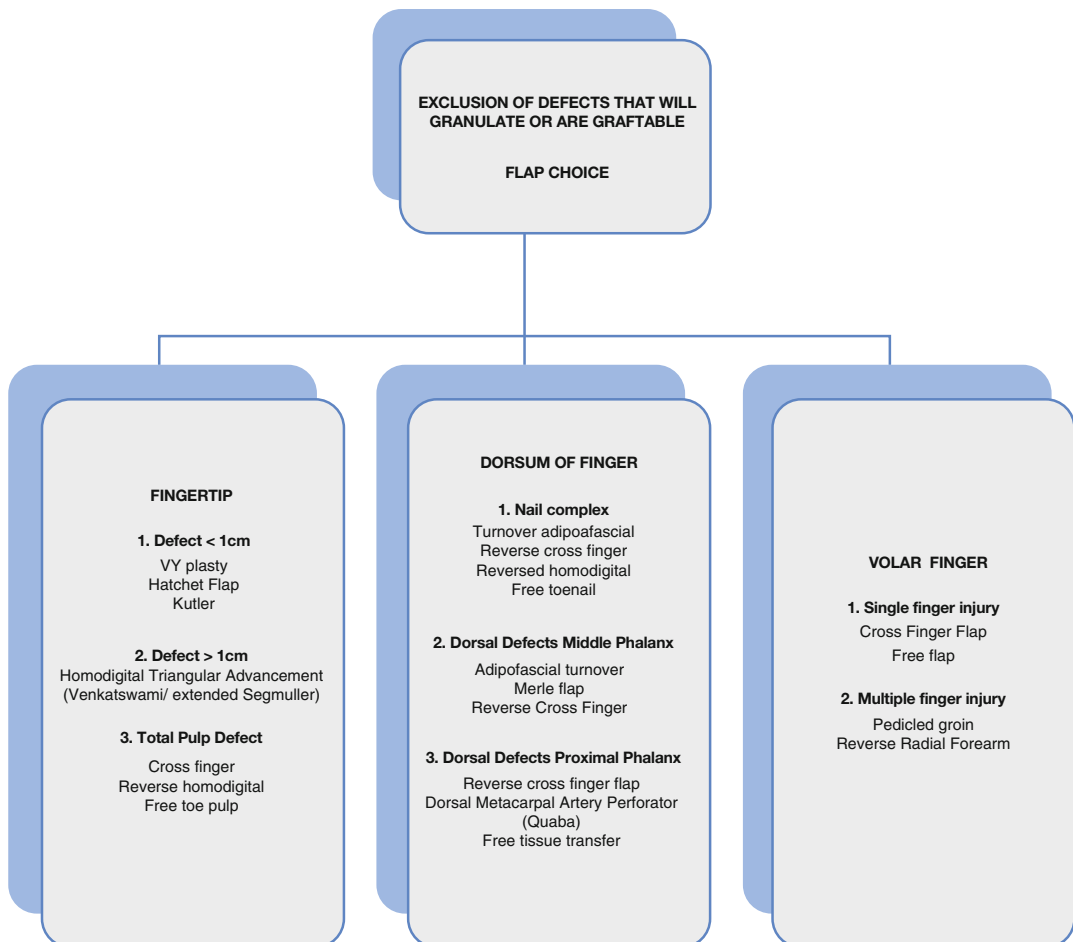 EXCLUSION OF DEFECTS THAT WILL
GRANULATE OR ARE GRAFTABLE
FLAP CHOICE
FINGERTIP
1. Defect < 1cm
VY plasty
Hatchet Flap
Kutler
2. Defect > 1cm
Homodigital Triangular Advancement
(Venkatswami/ extended Segmuller)
3. Total Pulp Defect
Cross finger
Reverse homodigital
Free toe pulp
DORSUM OF FINGER
1. Nail complex
Turnover adipoafascial
Reverse cross finger
Reversed homodigital
Free toenail
2. Dorsal Defects Middle Phalanx
Adipofascial turnover
Merle flap
Reverse Cross Finger
3. Dorsal Defects Proximal Phalanx
Reverse cross finger flap
Dorsal Metacarpal Artery Perforator
(Quaba)
Free tissue transfer
VOLAR FINGER
1. Single finger injury
Cross Finger Flap
Free flap
2. Multiple finger injury
Pedicled groin
Reverse Radial Forearm